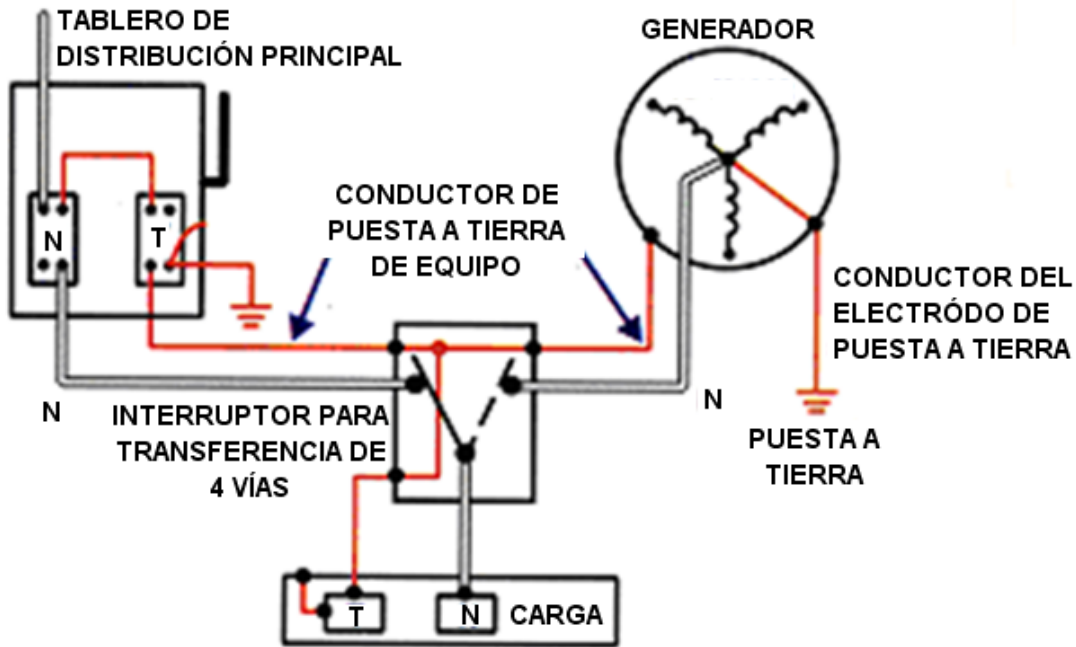 TABLERO DE
DISTRIBUCIÓN PRINCIPAL
GENERADOR
CONDUCTOR DE
PUESTA A TIERRA
DE EQUIPO
N
T
CONDUCTOR DEL
ELECTRÓDO DE
PUESTA A TIERRA
N
INTERRUPTOR PARA
TRANSFERENCIA DE
4 VÍAS
N
PUESTA A
TIERRA
T
N
CARGA